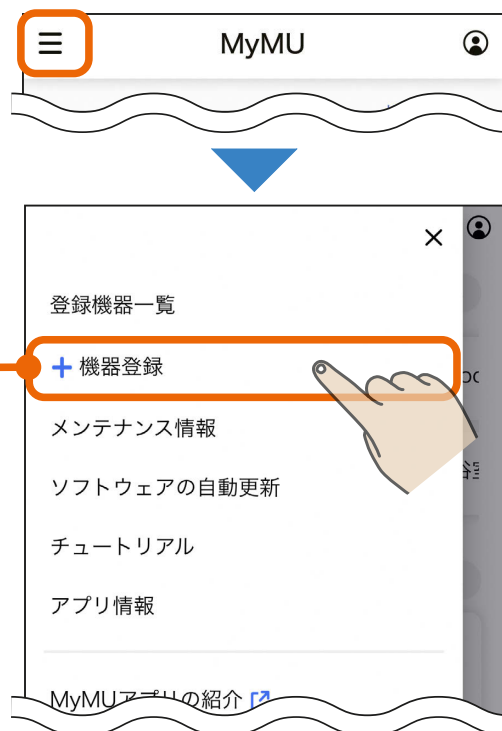 MyMU
登録機器一覧
+ 機器登録
メンテナンス情報
ソフトウェアの自動更新
チュートリアル
アプリ情報
MyMUアプリの紹介